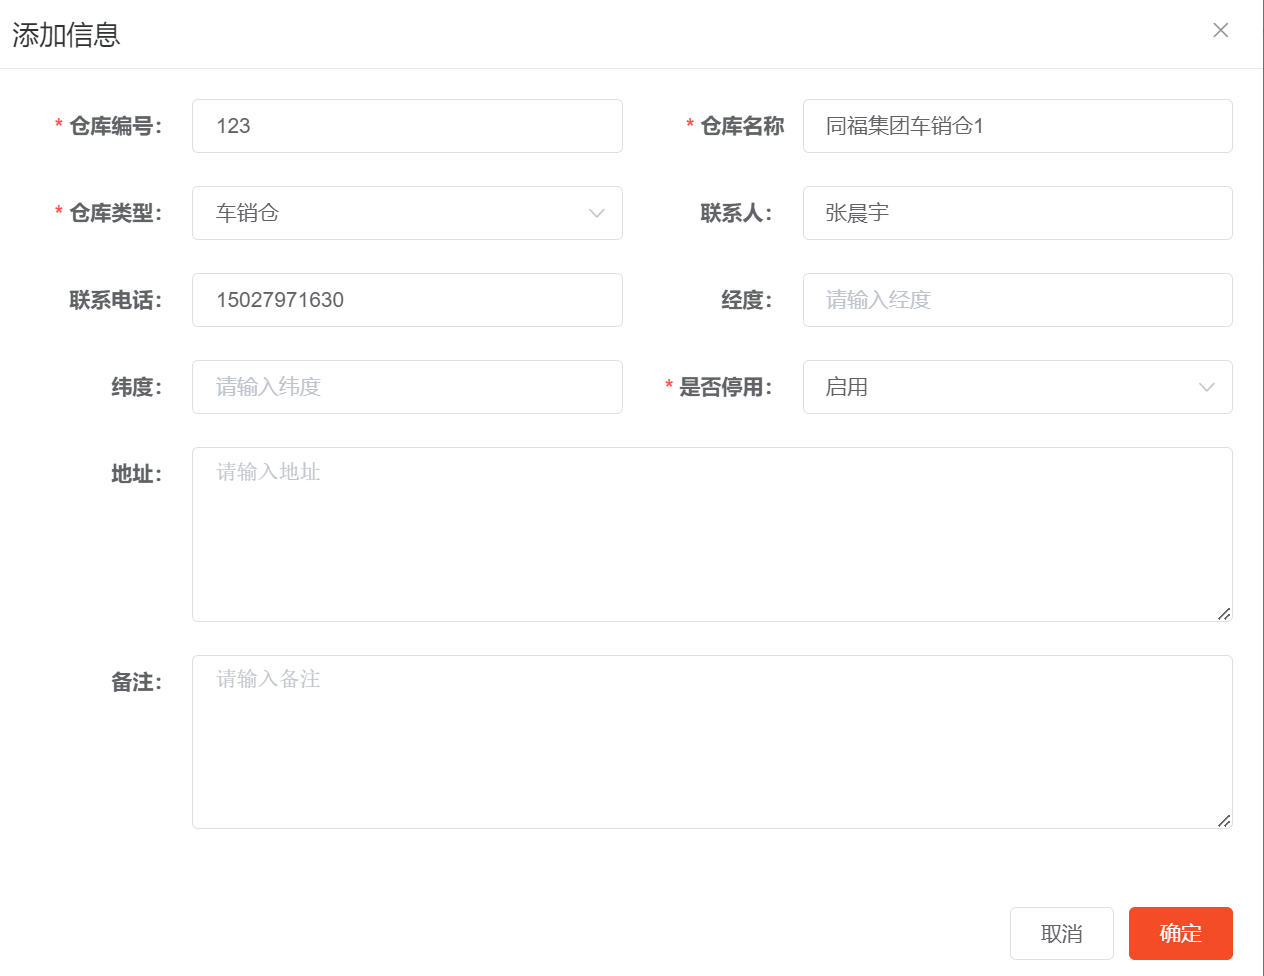 添加信息
* 仓库编号： 123
* 仓库名称 同福集团车销仓1
* 仓库类型： 车销仓
联系人： 张晨宇
联系电话： 15027971630
经度： 请输入经度
纬度： 请输入纬度
* 是否停用： 启用
地址： 请输入地址
备注： 请输入备注
取消 确定